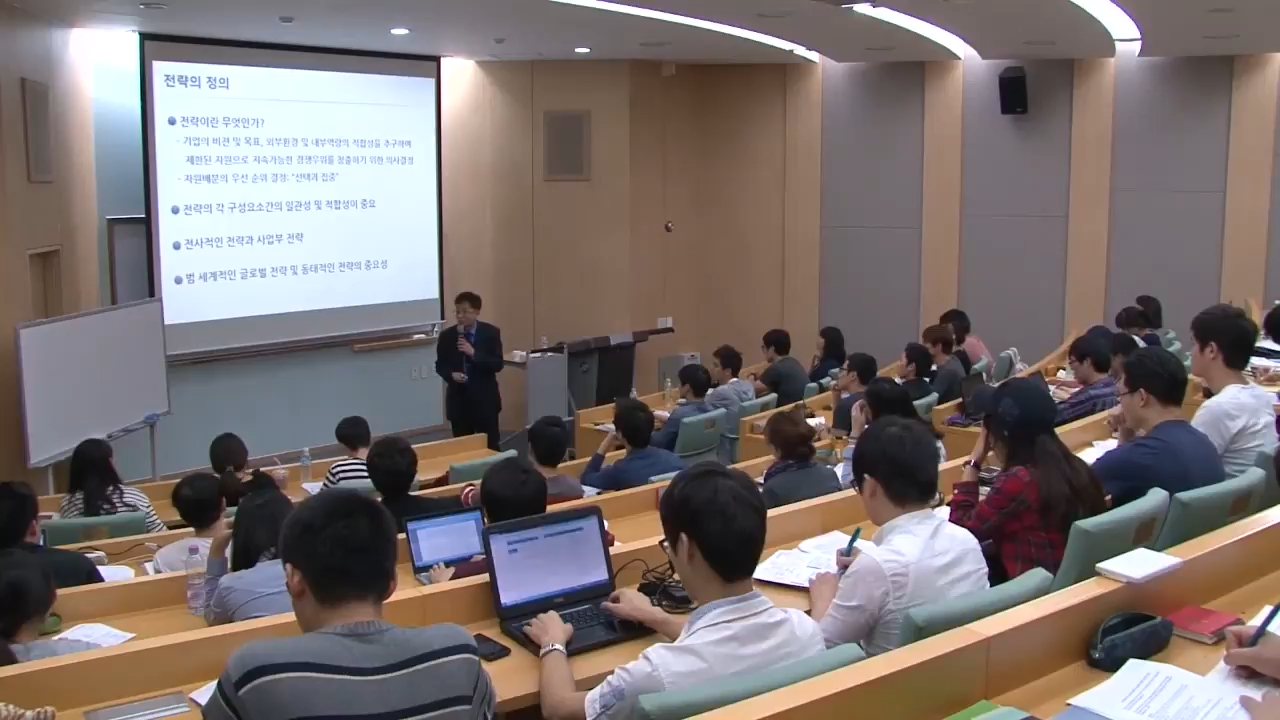 전략의 정의
전략이란 무엇인가?
- 기업의 비젼 및 목표, 외부환경 및 내부역량의 적합성을 추구하며
제한된 자원으로 지속가능한 경쟁우위를 창출하기 위한 의사결정
- 자원배분의 우선 순위 결정: "선택과 집중"
전략의 각 구성요소간의 일관성 및 적합성이 중요
전사적인 전략과 사업부 전략
범 세계적인 글로벌 전략 및 동태적인 전략의 중요성